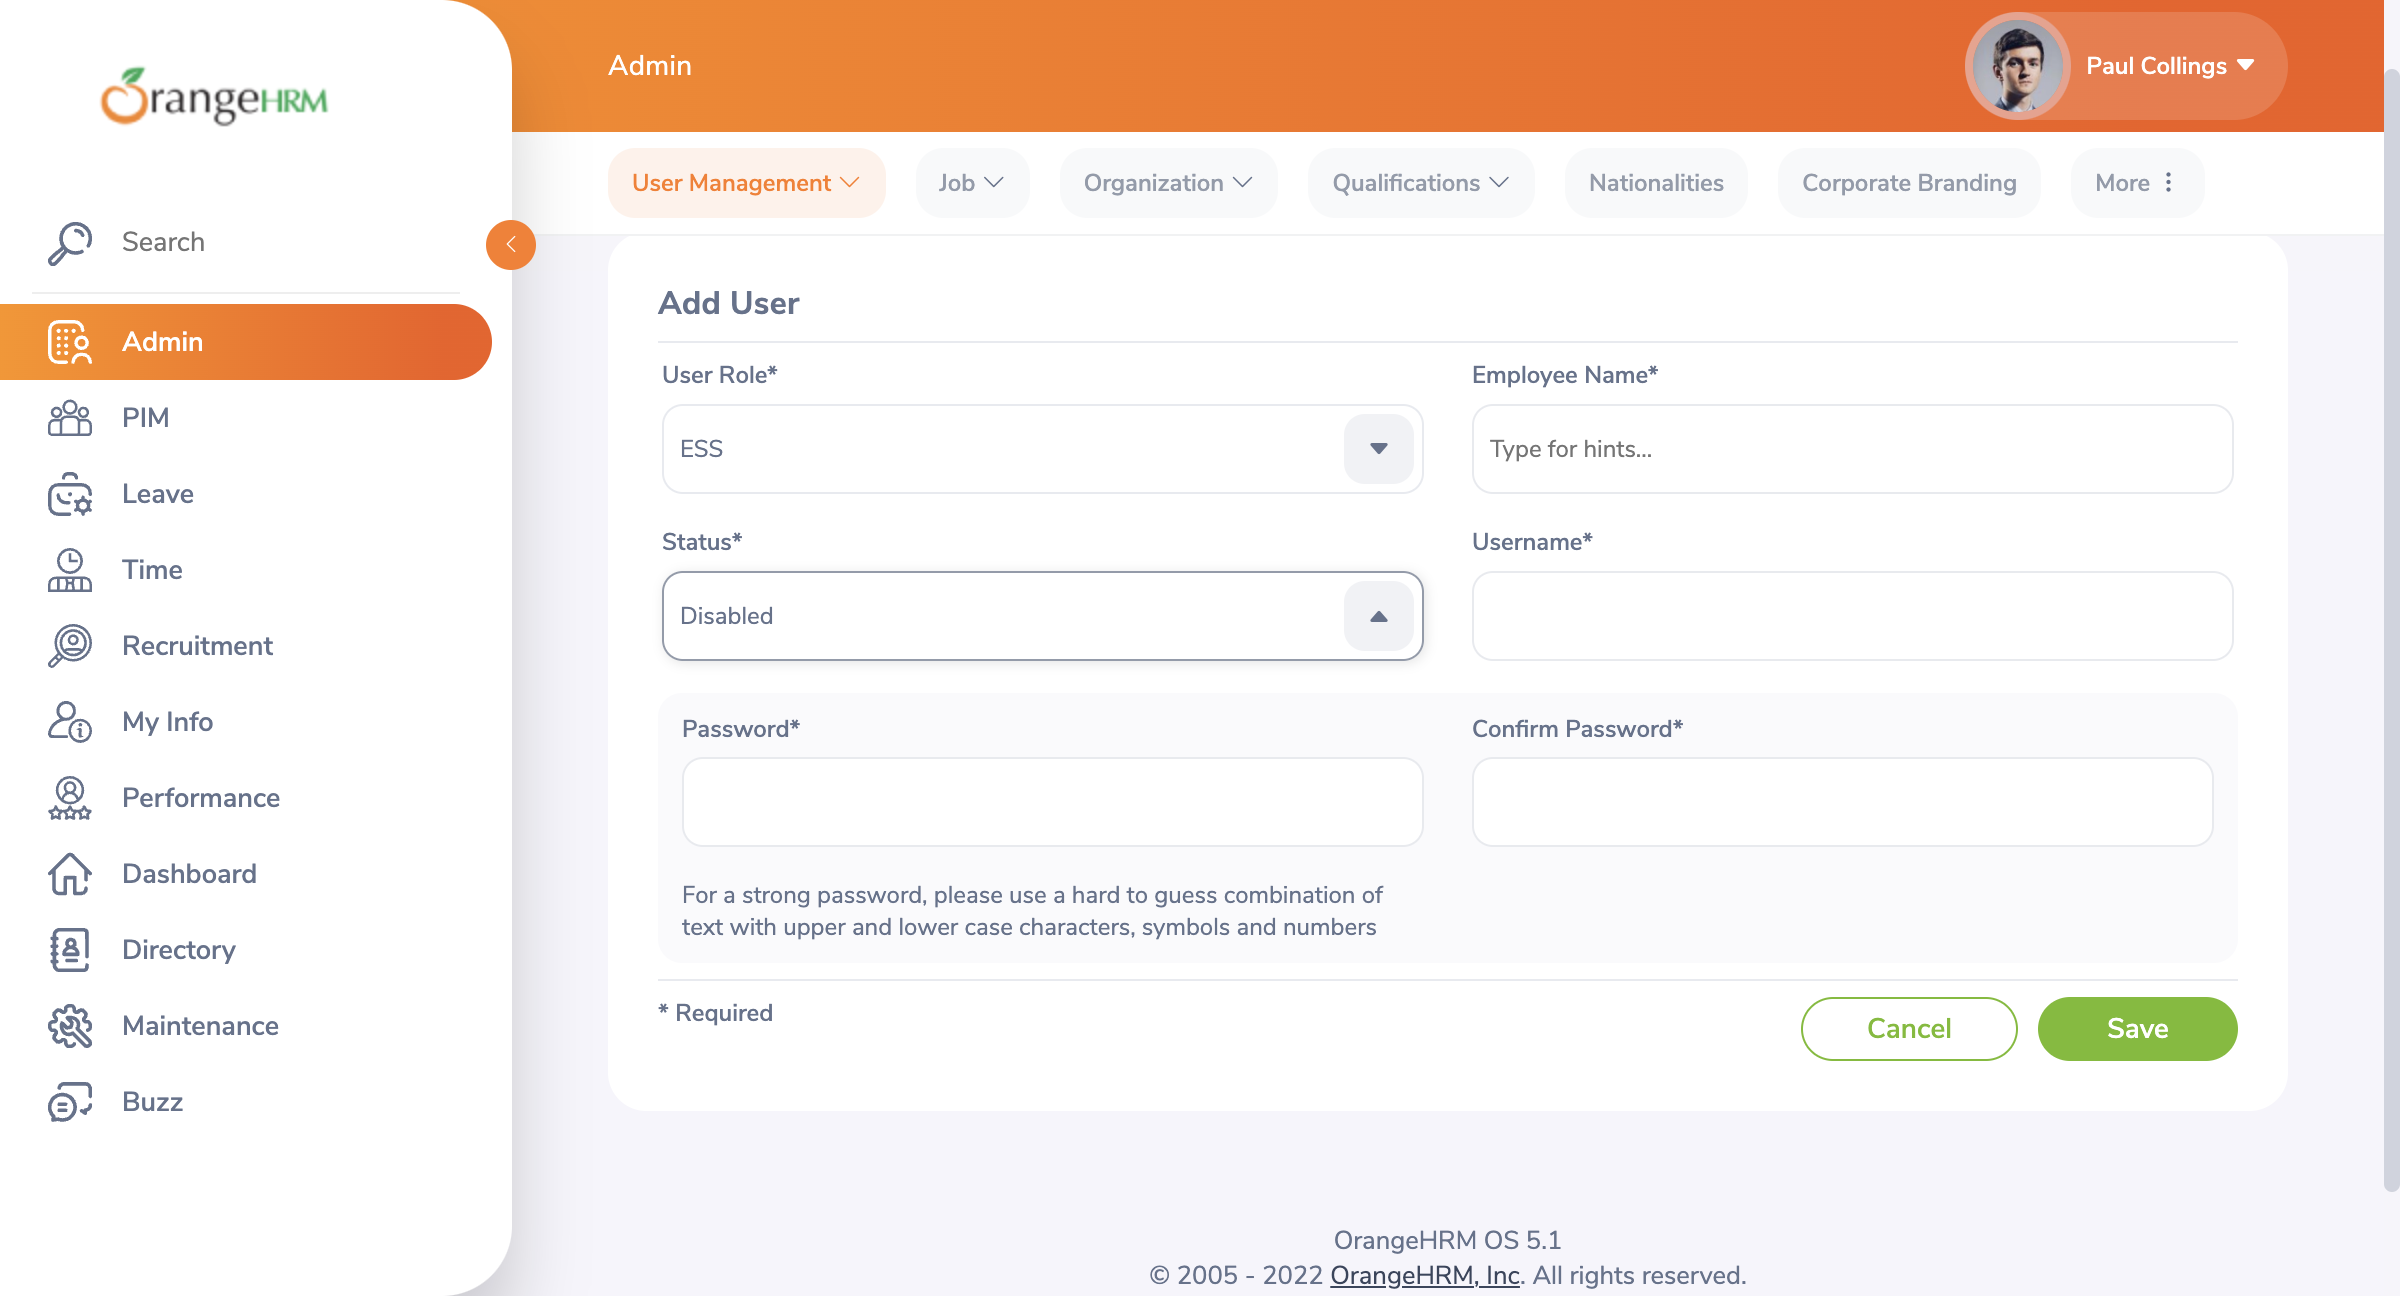 OrangeHRM
Search
Admin
PIM
Leave
Time
Recruitment
My Info
Performance
Dashboard
Directory
Maintenance
Buzz
Admin
Paul Collings
User Management
Job
Organization
Qualifications
Nationalities
Corporate Branding
More
Add User
User Role*
ESS
Employee Name*
Type for hints...
Status*
Disabled
Username*
Password*
Confirm Password*
For a strong password, please use a hard to guess combination of
text with upper and lower case characters, symbols and numbers
* Required
Cancel
Save
OrangeHRM OS 5.1
© 2005 - 2022 OrangeHRM, Inc. All rights reserved.